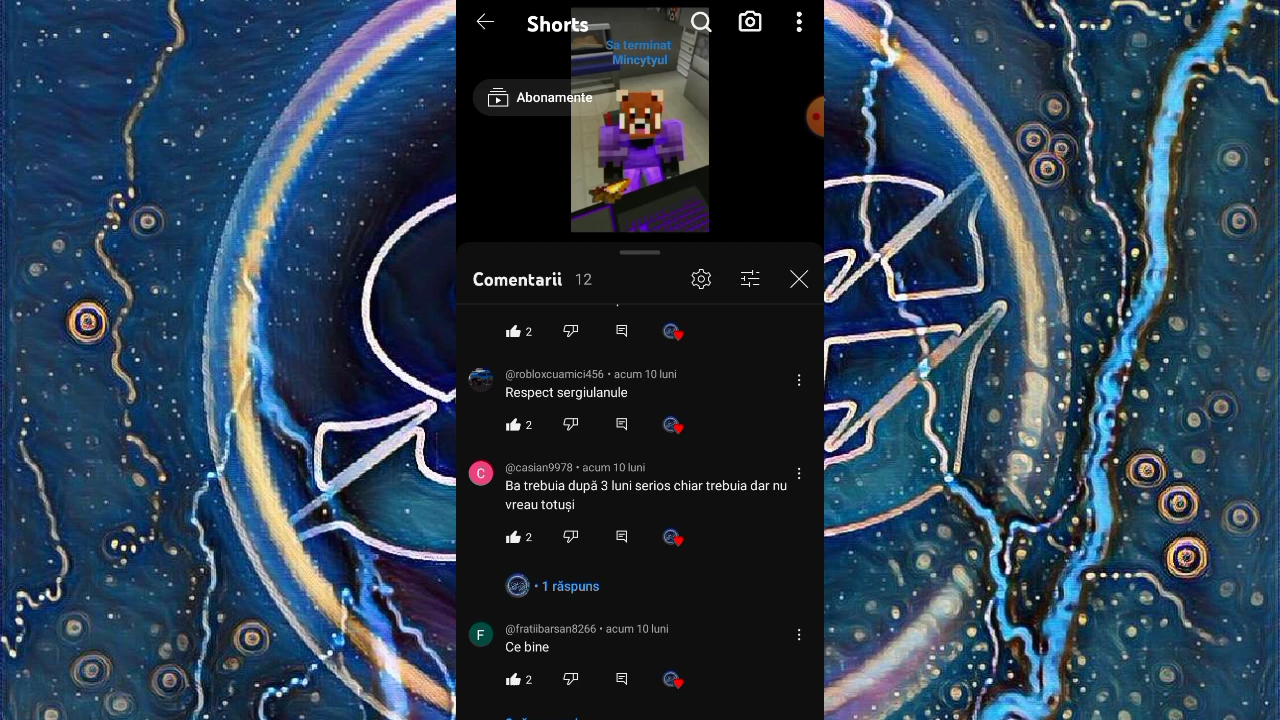 Shorts
Sa terminat
Mincytyul
Abonamente
Comentarii 12
2
@robloxcuamici456 • acum 10 luni
Respect sergiulanule
2
C
@casian9978 • acum 10 luni
Ba trebuia după 3 luni serios chiar trebuia dar nu
vreau totuși
2
• 1 răspuns
F
@fratiibarsan8266 • acum 10 luni
Ce bine
2